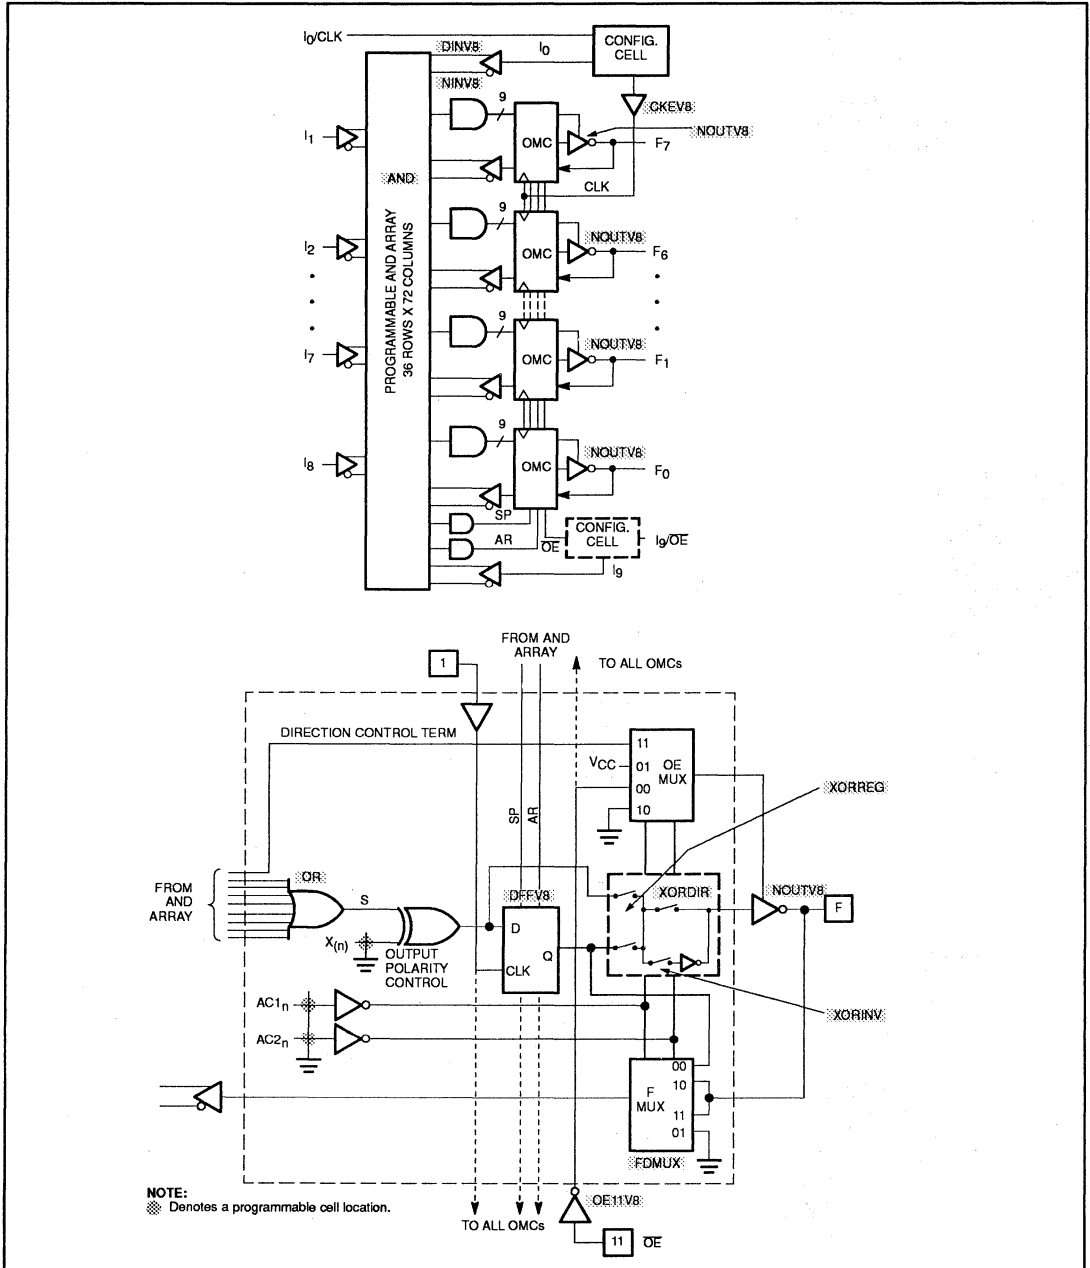 I0/CLK
CONFIG.
CELL
DINV8
I0
NINV8
CKEV8
9
OMC
NOUTV8
F7
I1
CLK
AND
PROGRAMMABLE AND ARRAY
36 ROWS X 72 COLUMNS
9
OMC
NOUTV8
F6
I2
9
OMC
NOUTV8
F1
I7
9
OMC
NOUTV8
F0
I8
SP
AR
OE
CONFIG.
CELL
I9/OE
I9
FROM AND
ARRAY
1
TO ALL OMCs
DIRECTION CONTROL TERM
11
VCC
01
OE
MUX
00
10
XORREG
SP
AR
FROM
AND
ARRAY
OR
S
X(n)
OUTPUT
POLARITY
CONTROL
DFFV8
D
Q
CLK
XORDIR
NOUTV8
F
XORINV
AC1n
AC2n
00
10
F
MUX
11
01
FDMUX
NOTE:
Denotes a programmable cell location.
TO ALL OMCs
OE11V8
11
OE